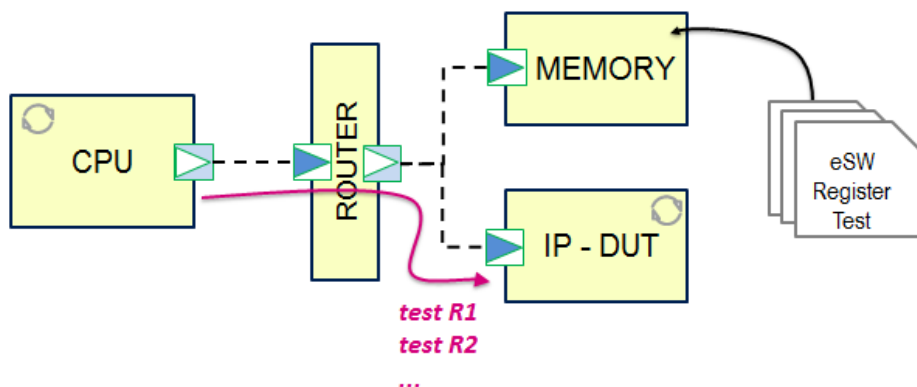 MEMORY
CPU
ROUTER
eSW
Register
Test
IP - DUT
test R1
test R2
...